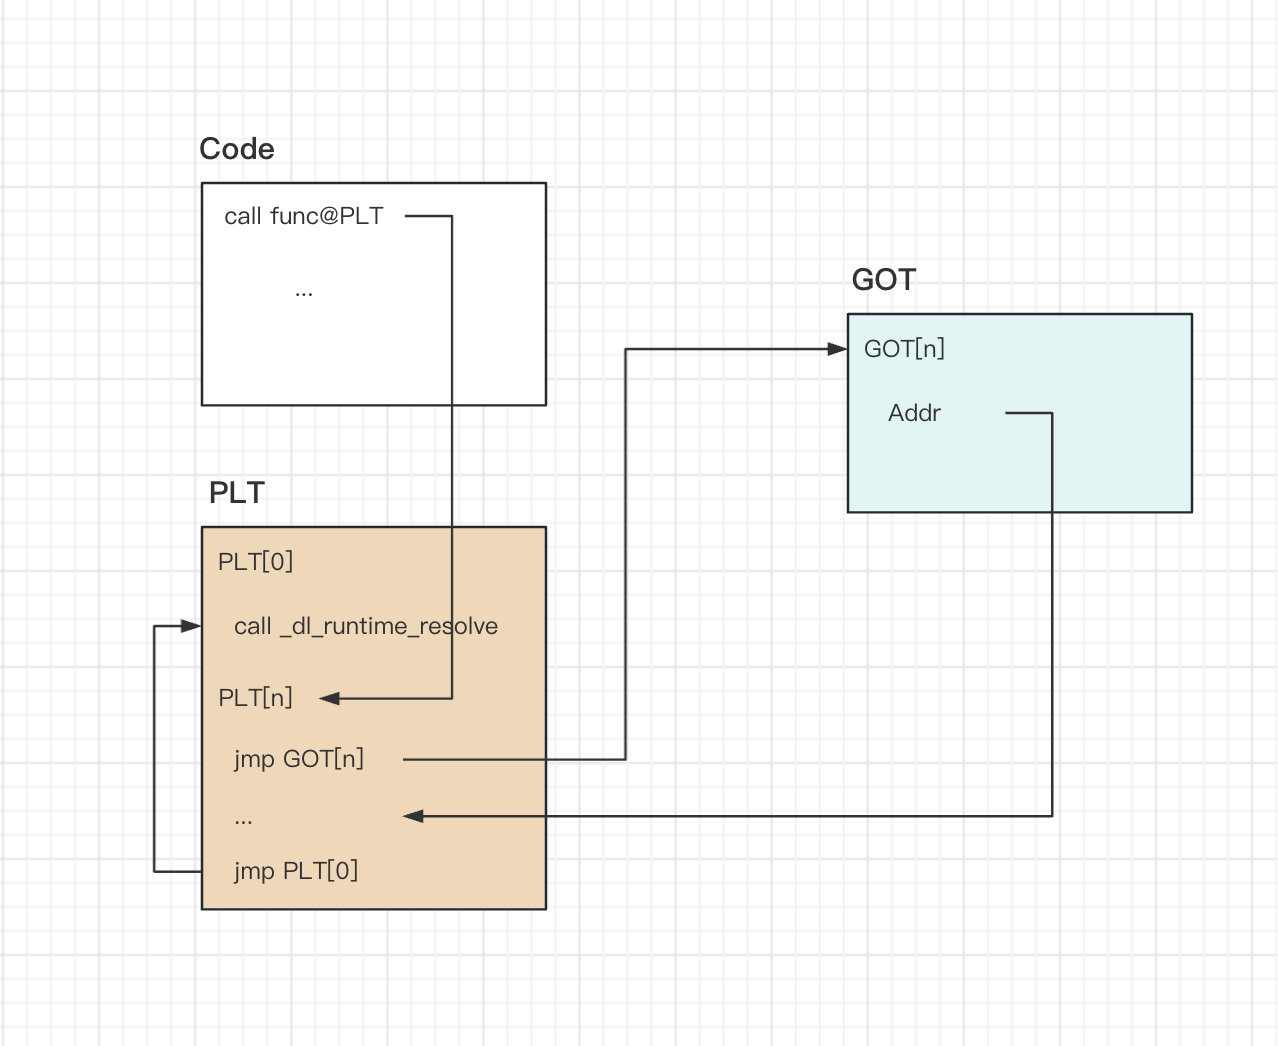 Code
call func@PLT
...
GOT
GOT[n]
Addr
PLT
PLT[0]
call _dl_runtime_resolve
PLT[n]
jmp GOT[n]
...
jmp PLT[0]